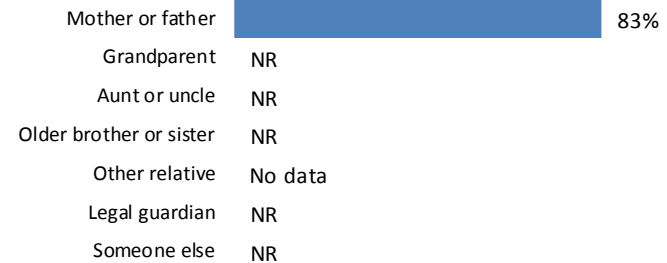 Mother or father 83%
Grandparent NR
Aunt or uncle NR
Older brother or sister NR
Other relative No data
Legal guardian NR
Someone else NR